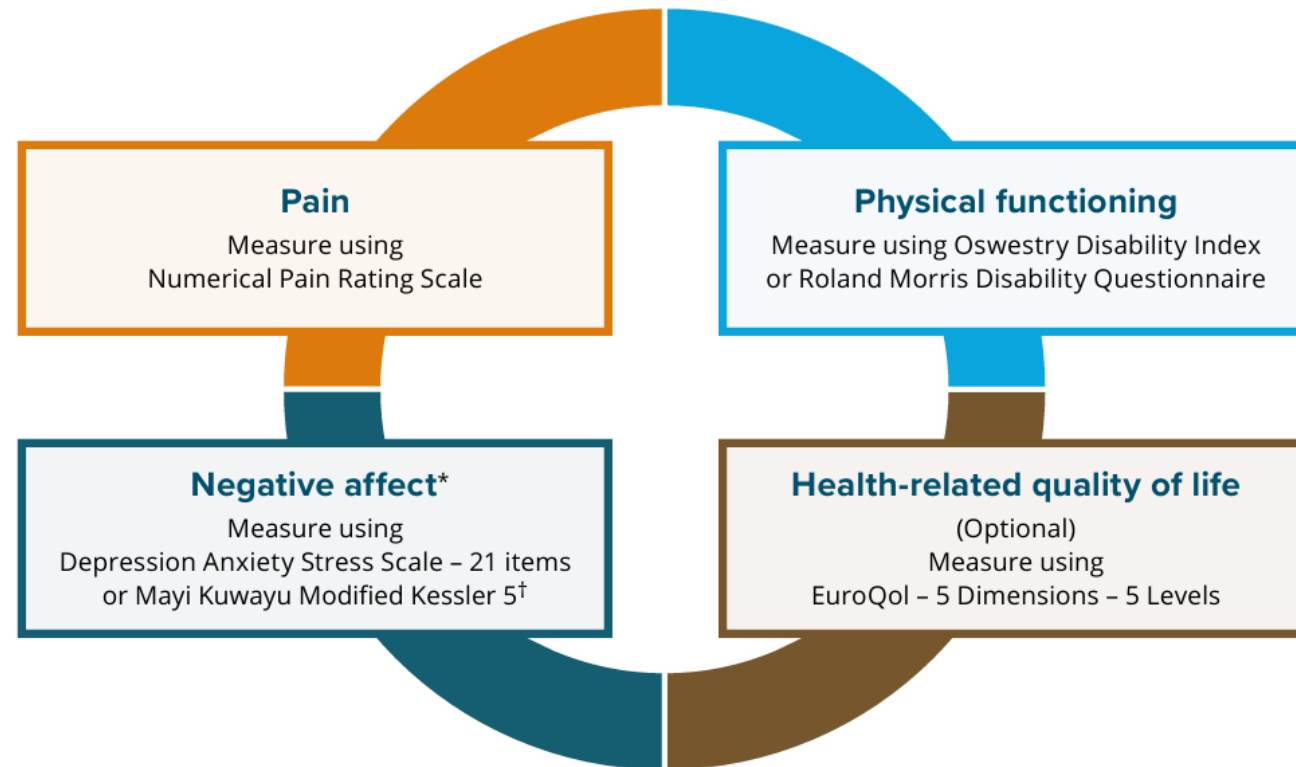 Pain
Measure using
Numerical Pain Rating Scale
Physical functioning
Measure using Oswestry Disability Index
or Roland Morris Disability Questionnaire
Negative affect*
Measure using
Depression Anxiety Stress Scale – 21 items
or Mayi Kuwayu Modified Kessler 5†
Health-related quality of life
(Optional)
Measure using
EuroQol – 5 Dimensions – 5 Levels